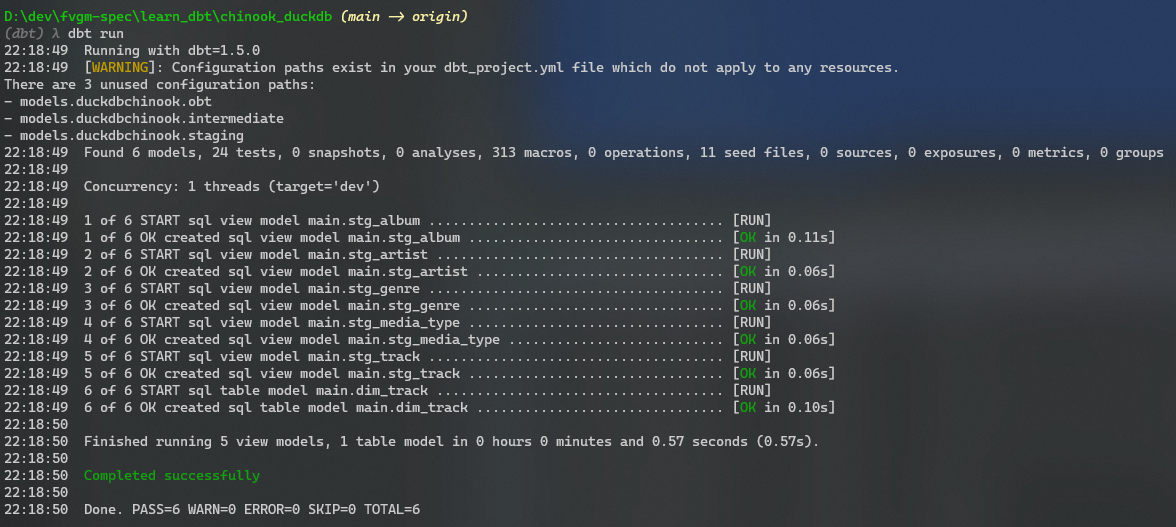 D:\dev\fvgm-spec\learn_dbt\chinook_duckdb (main -> origin)
(dbt) λ dbt run
22:18:49  Running with dbt=1.5.0
22:18:49  [WARNING]: Configuration paths exist in your dbt_project.yml file which do not apply to any resources.
There are 3 unused configuration paths:
- models.duckdbchinook.obt
- models.duckdbchinook.intermediate
- models.duckdbchinook.staging
22:18:49  Found 6 models, 24 tests, 0 snapshots, 0 analyses, 313 macros, 0 operations, 11 seed files, 0 sources, 0 exposures, 0 metrics, 0 groups
22:18:49
22:18:49  Concurrency: 1 threads (target='dev')
22:18:49
22:18:49  1 of 6 START sql view model main.stg_album ..................................... [RUN]
22:18:49  1 of 6 OK created sql view model main.stg_album ................................ [OK in 0.11s]
22:18:49  2 of 6 START sql view model main.stg_artist .................................... [RUN]
22:18:49  2 of 6 OK created sql view model main.stg_artist ............................... [OK in 0.06s]
22:18:49  3 of 6 START sql view model main.stg_genre ..................................... [RUN]
22:18:49  3 of 6 OK created sql view model main.stg_genre ................................ [OK in 0.06s]
22:18:49  4 of 6 START sql view model main.stg_media_type ................................ [RUN]
22:18:49  4 of 6 OK created sql view model main.stg_media_type ........................... [OK in 0.06s]
22:18:49  5 of 6 START sql view model main.stg_track ..................................... [RUN]
22:18:49  5 of 6 OK created sql view model main.stg_track ................................ [OK in 0.06s]
22:18:49  6 of 6 START sql table model main.dim_track .................................... [RUN]
22:18:49  6 of 6 OK created sql table model main.dim_track ............................... [OK in 0.10s]
22:18:50
22:18:50  Finished running 5 view models, 1 table model in 0 hours 0 minutes and 0.57 seconds (0.57s).
22:18:50
22:18:50  Completed successfully
22:18:50
22:18:50  Done. PASS=6 WARN=0 ERROR=0 SKIP=0 TOTAL=6